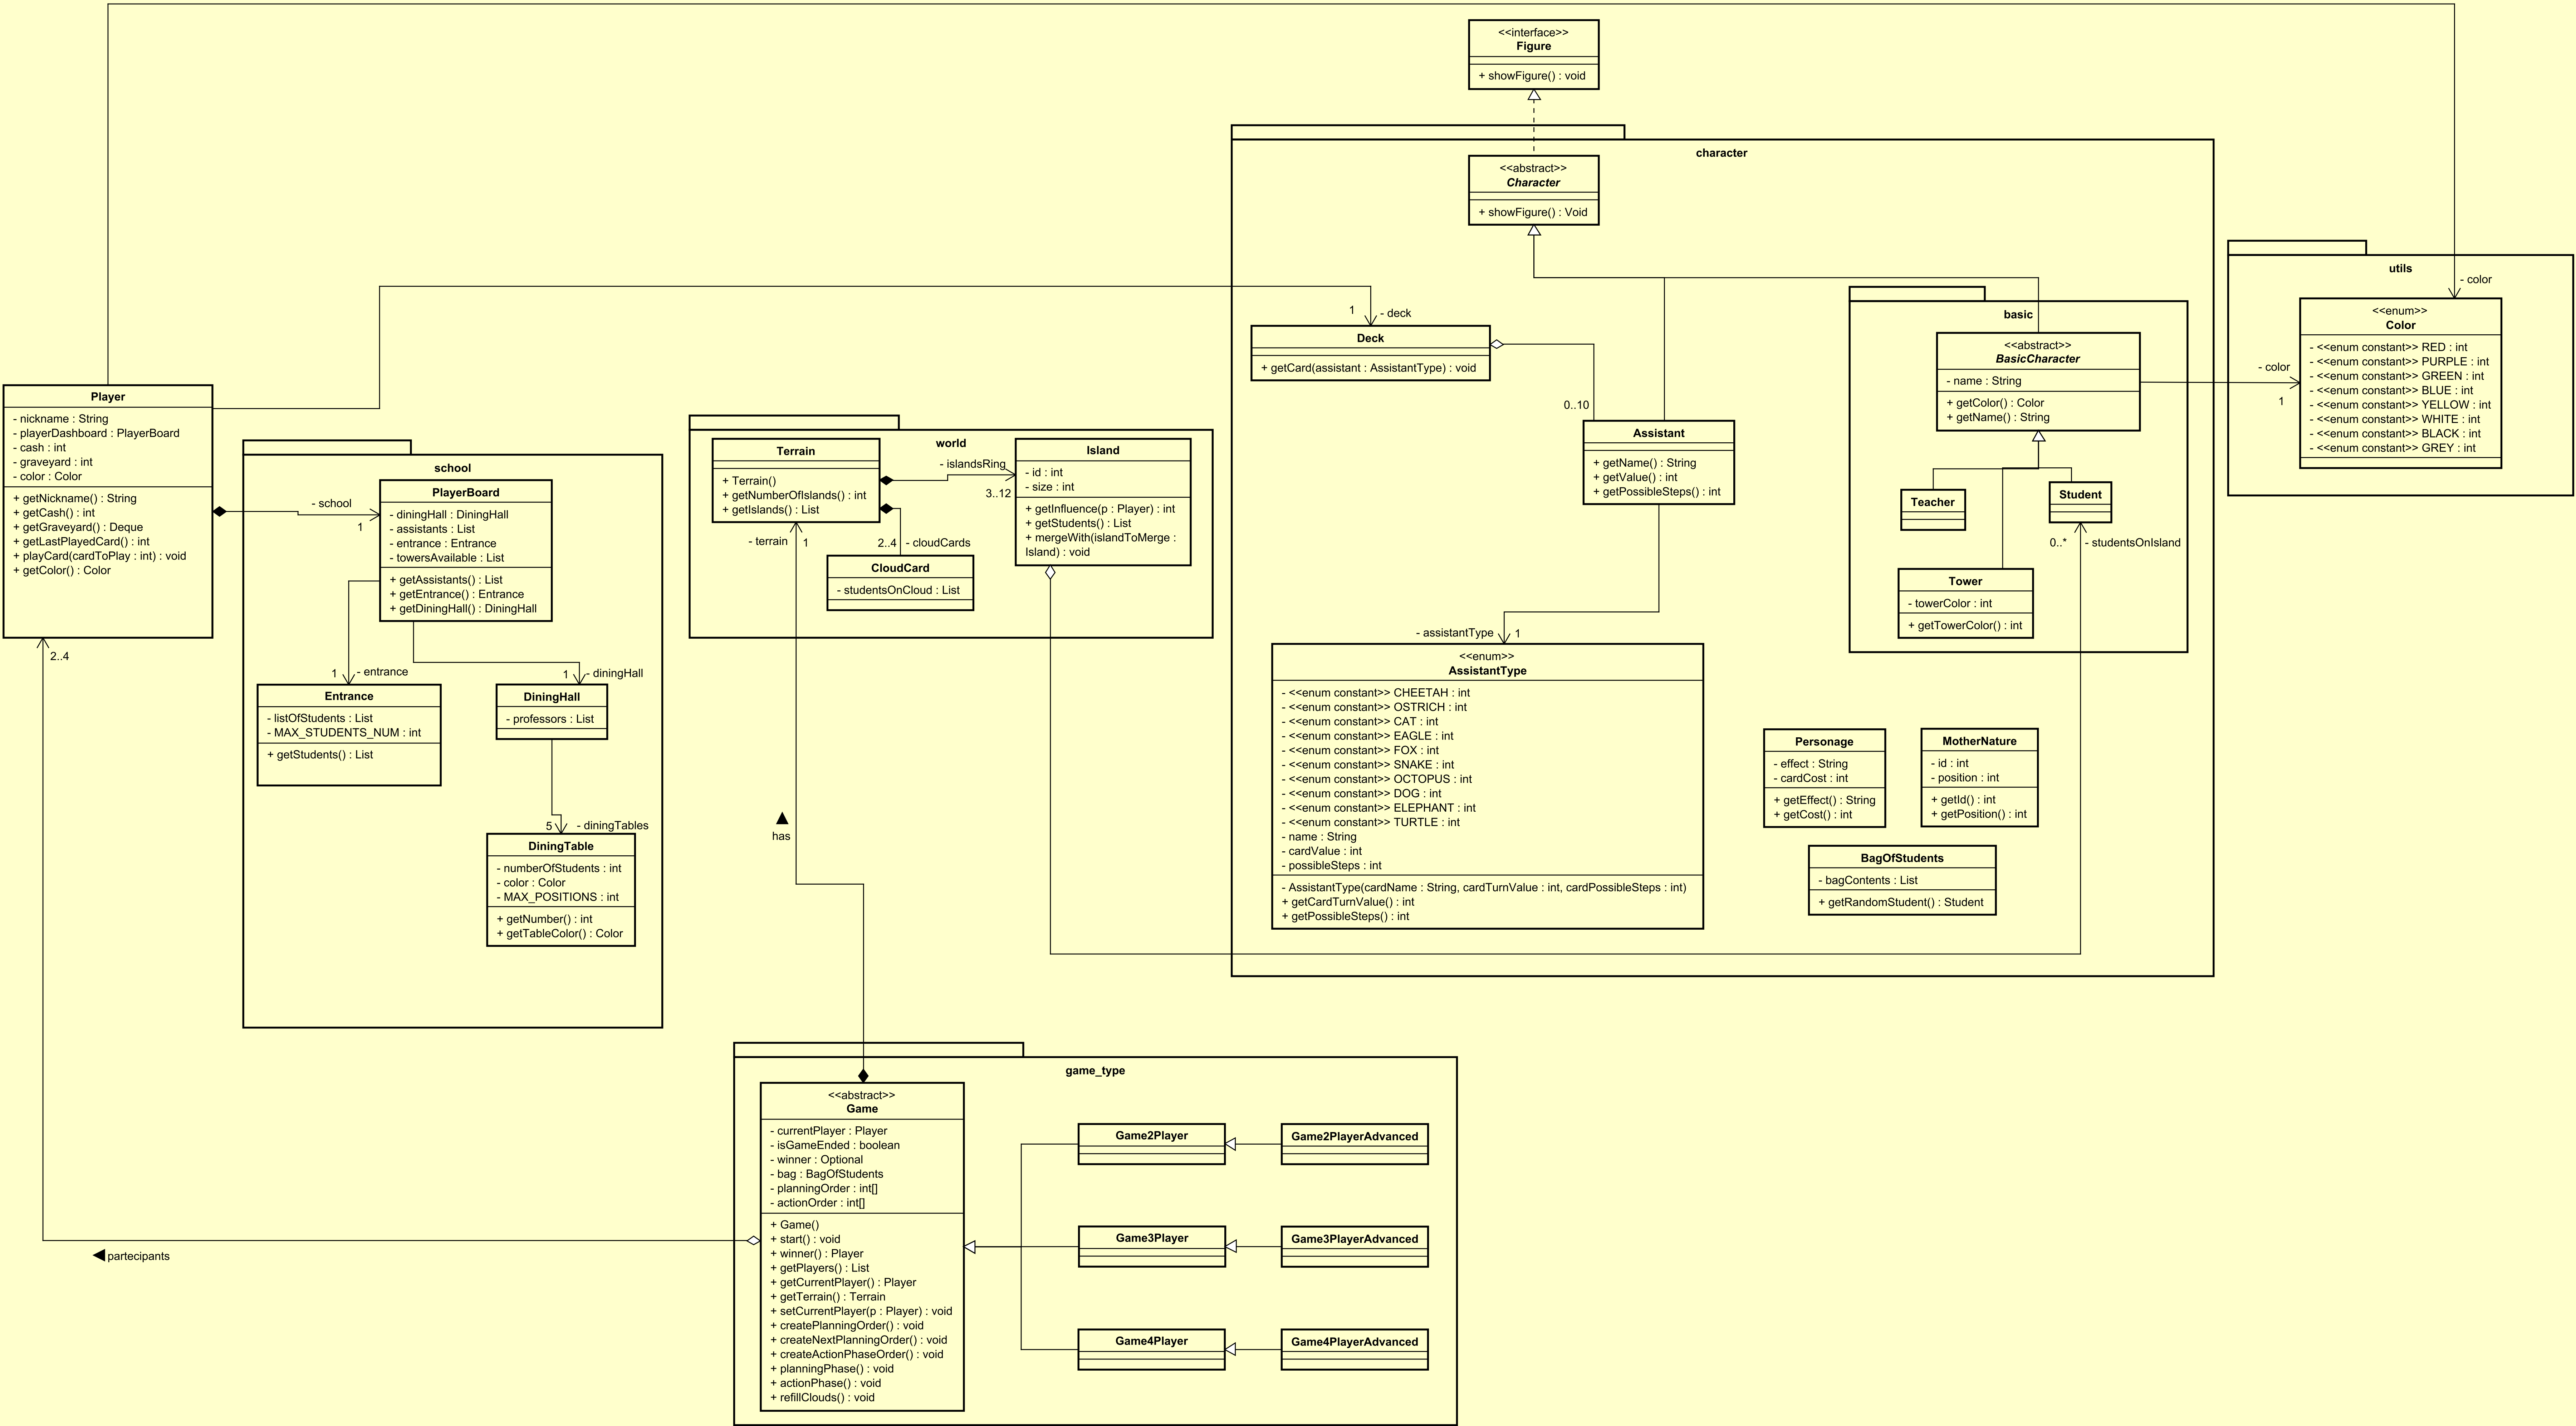 <<interface>>
Figure
+ showFigure() : void
character
<<abstract>>
Character
+ showFigure() : Void
utils
- color
<<enum>>
Color
- <<enum constant>> RED : int
- <<enum constant>> PURPLE : int
- <<enum constant>> GREEN : int
- <<enum constant>> BLUE : int
- <<enum constant>> YELLOW : int
- <<enum constant>> WHITE : int
- <<enum constant>> BLACK : int
- <<enum constant>> GREY : int
- color
1
basic
<<abstract>>
BasicCharacter
- name : String
+ getColor() : Color
+ getName() : String
Teacher
Student
0..*
- studentsOnIsland
Tower
- towerColor : int
+ getTowerColor() : int
1
- deck
Deck
+ getCard(assistant : AssistantType) : void
0..10
Assistant
+ getName() : String
+ getValue() : int
+ getPossibleSteps() : int
- assistantType
1
<<enum>>
AssistantType
- <<enum constant>> CHEETAH : int
- <<enum constant>> OSTRICH : int
- <<enum constant>> CAT : int
- <<enum constant>> EAGLE : int
- <<enum constant>> FOX : int
- <<enum constant>> SNAKE : int
- <<enum constant>> OCTOPUS : int
- <<enum constant>> DOG : int
- <<enum constant>> ELEPHANT : int
- <<enum constant>> TURTLE : int
- name : String
- cardValue : int
- possibleSteps : int
- AssistantType(cardName : String, cardTurnValue : int, cardPossibleSteps : int)
+ getCardTurnValue() : int
+ getPossibleSteps() : int
Personage
- effect : String
- cardCost : int
+ getEffect() : String
+ getCost() : int
MotherNature
- id : int
- position : int
+ getId() : int
+ getPosition() : int
BagOfStudents
- bagContents : List
+ getRandomStudent() : Student
Player
- nickname : String
- playerDashboard : PlayerBoard
- cash : int
- graveyard : int
- color : Color
+ getNickname() : String
+ getCash() : int
+ getGraveyard() : Deque
+ getLastPlayedCard() : int
+ playCard(cardToPlay : int) : void
+ getColor() : Color
2..4
- school
1
school
PlayerBoard
- diningHall : DiningHall
- assistants : List
- entrance : Entrance
- towersAvailable : List
+ getAssistants() : List
+ getEntrance() : Entrance
+ getDiningHall() : DiningHall
1
- entrance
1
- diningHall
Entrance
- listOfStudents : List
- MAX_STUDENTS_NUM : int
+ getStudents() : List
DiningHall
- professors : List
5
- diningTables
DiningTable
- numberOfStudents : int
- color : Color
- MAX_POSITIONS : int
+ getNumber() : int
+ getTableColor() : Color
world
Terrain
+ Terrain()
+ getNumberOfIslands() : int
+ getIslands() : List
- islandsRing
3..12
Island
- id : int
- size : int
+ getInfluence(p : Player) : int
+ getStudents() : List
+ mergeWith(islandToMerge :
Island) : void
- terrain
1
2..4
- cloudCards
CloudCard
- studentsOnCloud : List
has
game_type
<<abstract>>
Game
- currentPlayer : Player
- isGameEnded : boolean
- winner : Optional
- bag : BagOfStudents
- planningOrder : int[]
- actionOrder : int[]
+ Game()
+ start() : void
+ winner() : Player
+ getPlayers() : List
+ getCurrentPlayer() : Player
+ getTerrain() : Terrain
+ setCurrentPlayer(p : Player) : void
+ createPlanningOrder() : void
+ createNextPlanningOrder() : void
+ createActionPhaseOrder() : void
+ planningPhase() : void
+ actionPhase() : void
+ refillClouds() : void
partecipants
Game2Player
Game2PlayerAdvanced
Game3Player
Game3PlayerAdvanced
Game4Player
Game4PlayerAdvanced